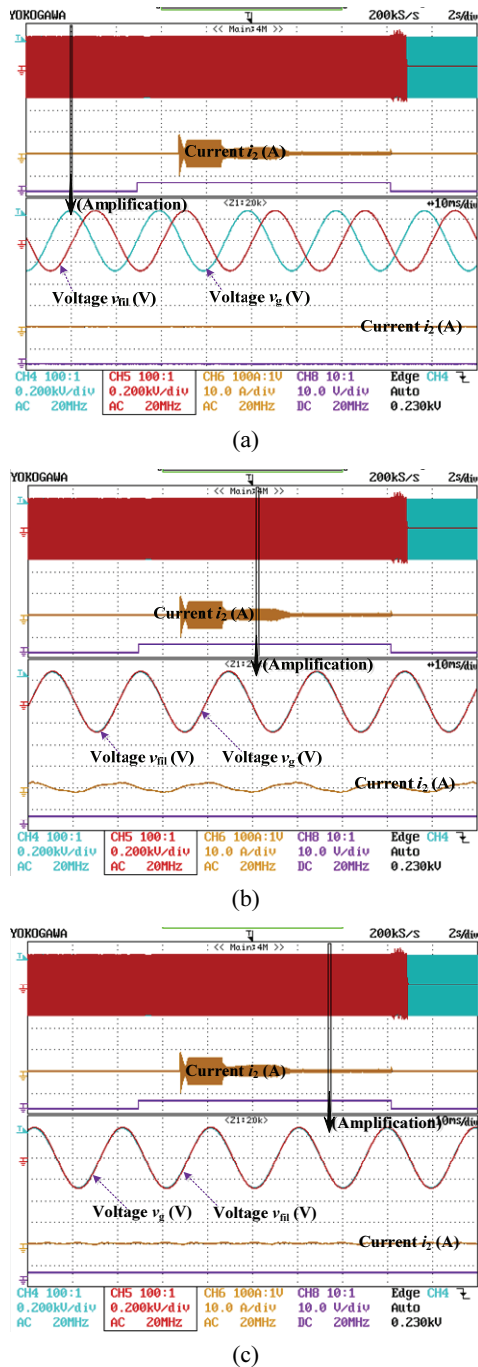 YOKOGAWA 200kS/s 2s/div
<< Main:4M >>
Current i2 (A)
(Amplification)
<Z1:20k> ↔10ms/div
Voltage vfil (V) Voltage vg (V)
Current i2 (A)
CH4 100:1 CH5 100:1 CH6 100A:1V CH8 10:1 Edge CH4
0.200kV/div 0.200kV/div 10.0 A/div 10.0 V/div Auto
AC 20MHz AC 20MHz AC 20MHz DC 20MHz 0.230kV
(a)
YOKOGAWA 200kS/s 2s/div
<< Main:4M >>
Current i2 (A)
(Amplification)
↔10ms/div
Voltage vfil (V) Voltage vg (V)
Current i2 (A)
CH4 100:1 CH5 100:1 CH6 100A:1V CH8 10:1 Edge CH4
0.200kV/div 0.200kV/div 10.0 A/div 10.0 V/div Auto
AC 20MHz AC 20MHz AC 20MHz DC 20MHz 0.230kV
(b)
YOKOGAWA 200kS/s 2s/div
<< Main:4M >>
Current i2 (A)
(Amplification)
<Z1:20k> 10ms/div
Voltage vg (V) Voltage vfil (V)
Current i2 (A)
CH4 100:1 CH5 100:1 CH6 100A:1V CH8 10:1 Edge CH4
0.200kV/div 0.200kV/div 10.0 A/div 10.0 V/div Auto
AC 20MHz AC 20MHz AC 20MHz DC 20MHz 0.230kV
(c)